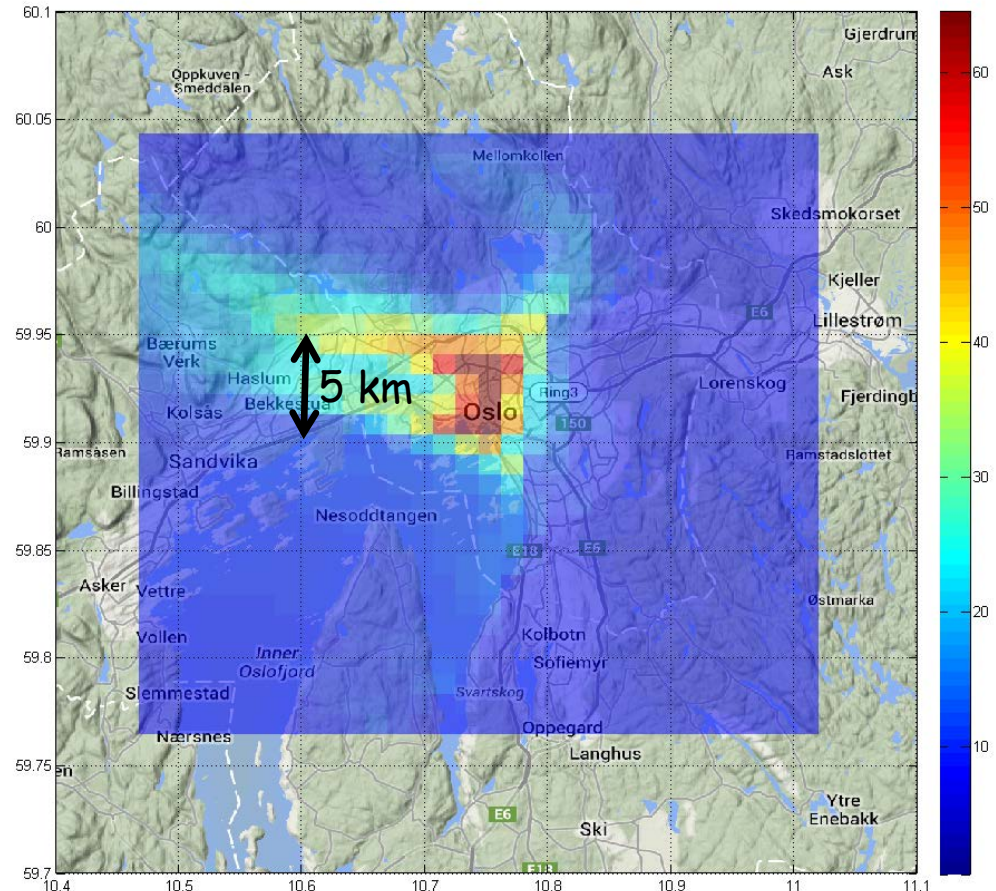 60.1
Gjerdrum
60
Ask
Oppkuven -
Smeddalen
60.05
Mellomkollen
50
Skedsmokorset
60
Kjeller
E6
Lillestrøm
59.95
Bærums
Verk
40
Haslum
5 km
Lorenskog
Bekkestua
Ring3
Fjerdingb
Kolsås
Oslo
150
59.9
Ramsåsen
Ramstadslottet
Sandvika
30
Billingstad
Nesoddtangen
59.85
E18
E6
Asker
Vettre
Østmarka
20
Vollen
Kolbotn
Inner
Oslofjord
59.8
Sofiemyr
Slemmestad
Svartskog
Nærsnes
Oppegard
10
Langhus
59.75
en
Ytre
Enebakk
E6
Ski
59.7
E18
10.4
10.5
10.6
10.7
10.8
10.9
11
11.1